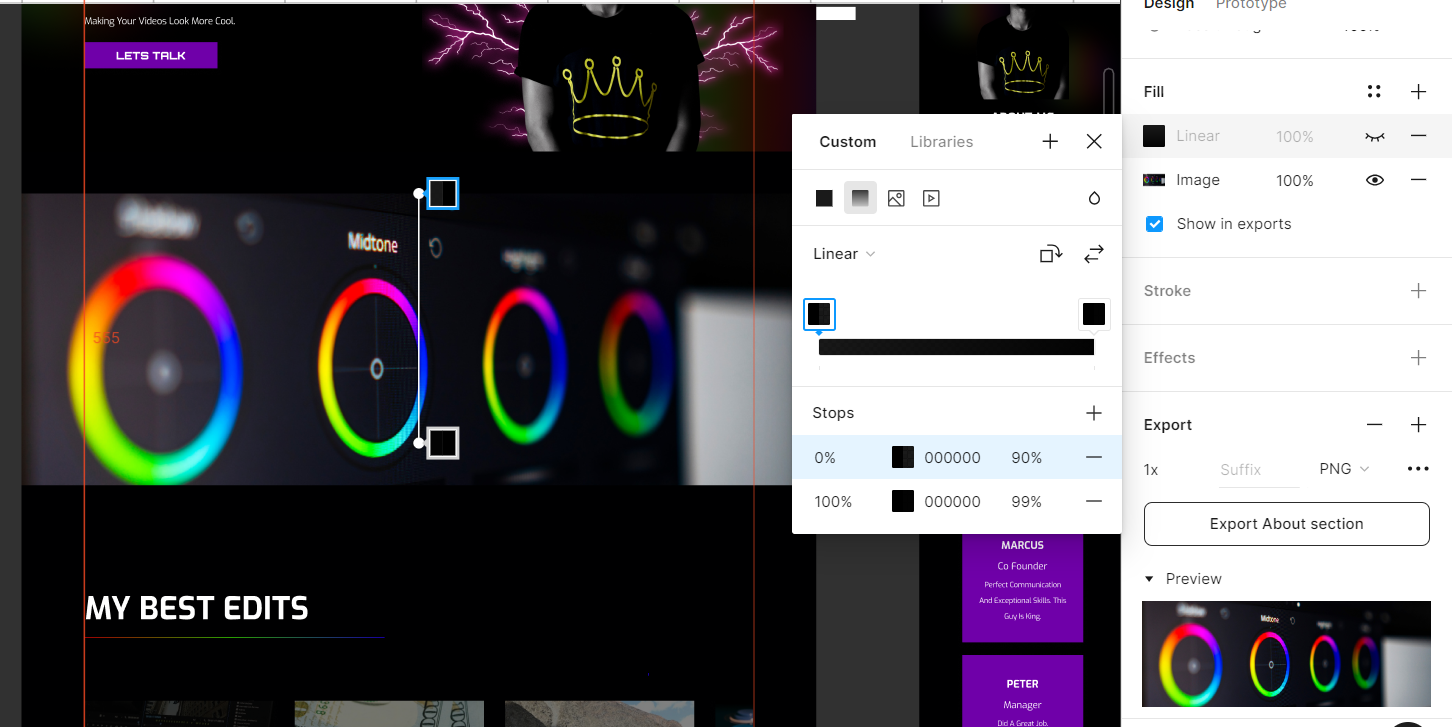 Making Your Videos Look More Cool.
LETS TALK
Midtone
555
MY BEST EDITS
Custom
Libraries
Linear
Stops
0%
000000
90%
100%
000000
99%
MARCUS
Co Founder
Perfect Communication
And Exceptional Skills. This
Guy Is King.
PETER
Manager
Did A Great Job.
Design
Prototype
Fill
Linear
100%
Image
100%
Show in exports
Stroke
Effects
Export
1x
Suffix
PNG
Export About section
Preview
Midtone